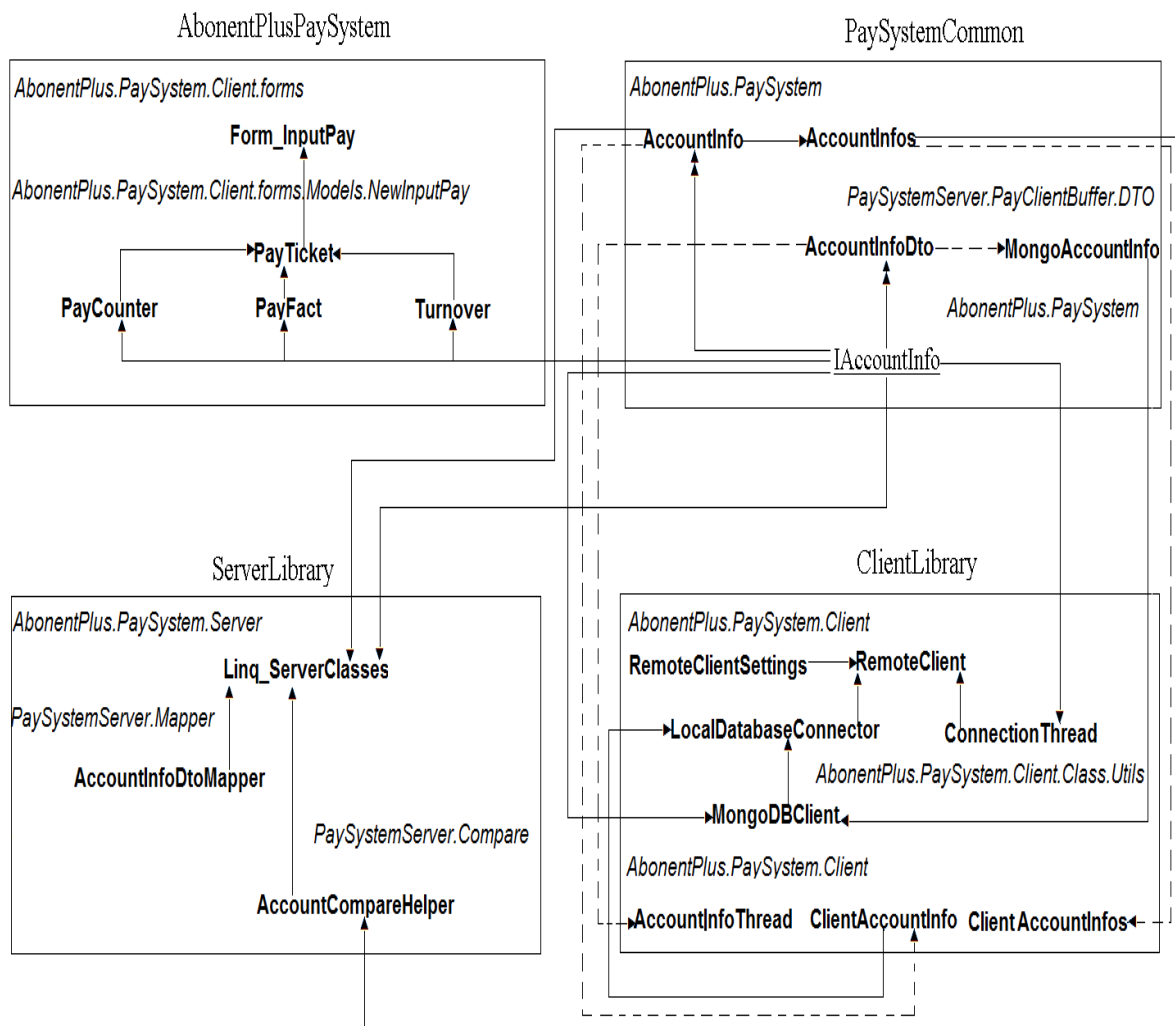 AbonentPlusPaySystem
AbonentPlus.PaySystem.Client.forms
Form_InputPay
AbonentPlus.PaySystem.Client.forms.Models.NewInputPay
PayTicket
PayCounter
PayFact
Turnover
PaySystemCommon
AbonentPlus.PaySystem
AccountInfo
AccountInfos
PaySystemServer.PayClientBuffer.DTO
AccountInfoDto
MongoAccountInfo
AbonentPlus.PaySystem
IAccountInfo
ServerLibrary
AbonentPlus.PaySystem.Server
Linq_ServerClasses
PaySystemServer.Mapper
AccountInfoDtoMapper
PaySystemServer.Compare
AccountCompareHelper
ClientLibrary
AbonentPlus.PaySystem.Client
RemoteClientSettings
RemoteClient
LocalDatabaseConnector
ConnectionThread
AbonentPlus.PaySystem.Client.Class.Utils
MongoDBClient
AbonentPlus.PaySystem.Client
AccountInfoThread
ClientAccountInfo
ClientAccountInfos